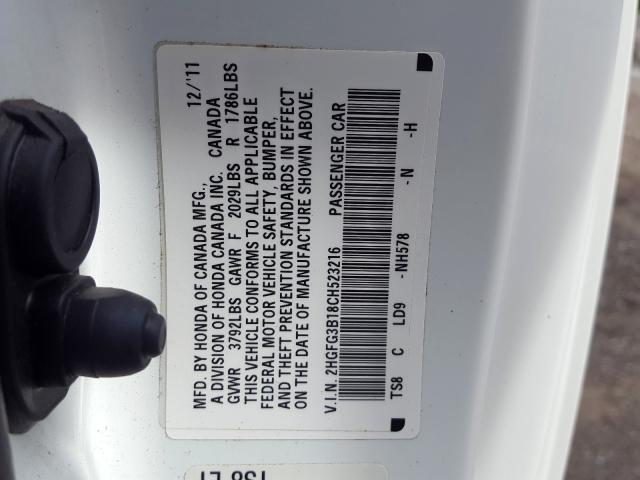 MFD. BY HONDA OF CANADA MFG., 12/'11
A DIVISION OF HONDA CANADA INC. CANADA
GVWR 3792LBS GAWR F 2029LBS R 1786LBS
THIS VEHICLE CONFORMS TO ALL APPLICABLE
FEDERAL MOTOR VEHICLE SAFETY, BUMPER,
AND THEFT PREVENTION STANDARDS IN EFFECT
ON THE DATE OF MANUFACTURE SHOWN ABOVE.
V.I.N. 2HGFG3B18CH523216 PASSENGER CAR
TS8 C LD9 -NH578 -N -H